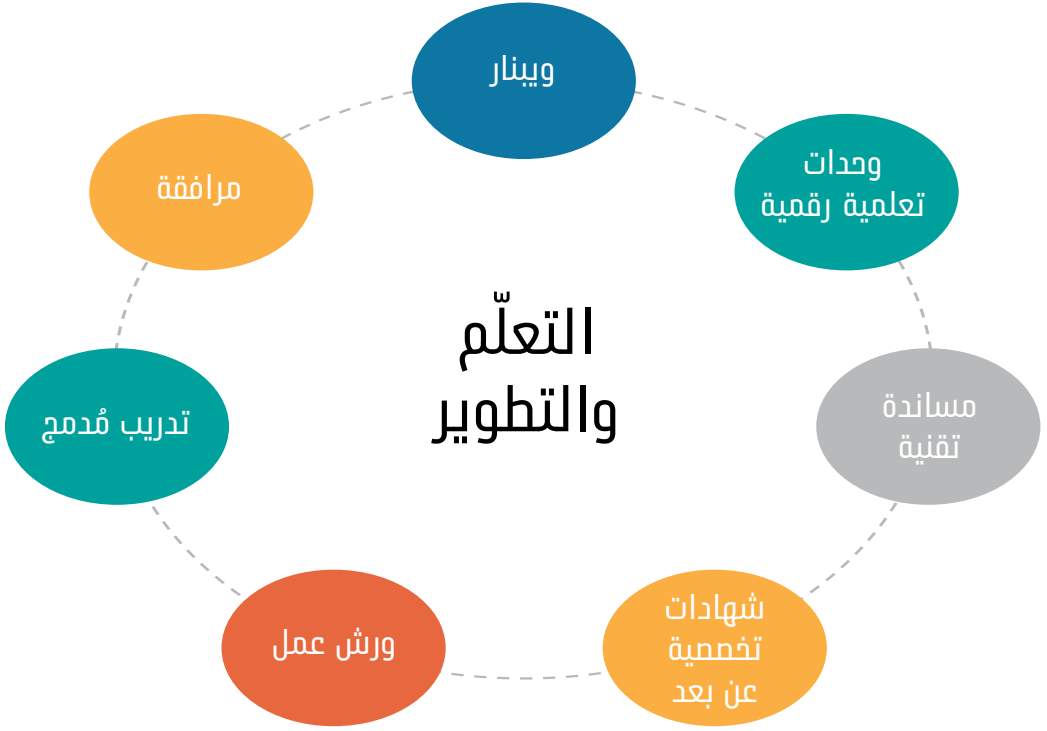 ويبنار
وحدات
تعلمية رقمية
مساندة
تقنية
شهادات
تخصصية
عن بعد
ورش عمل
تدريب مُدمج
مرافقة
التعلّم
والتطوير